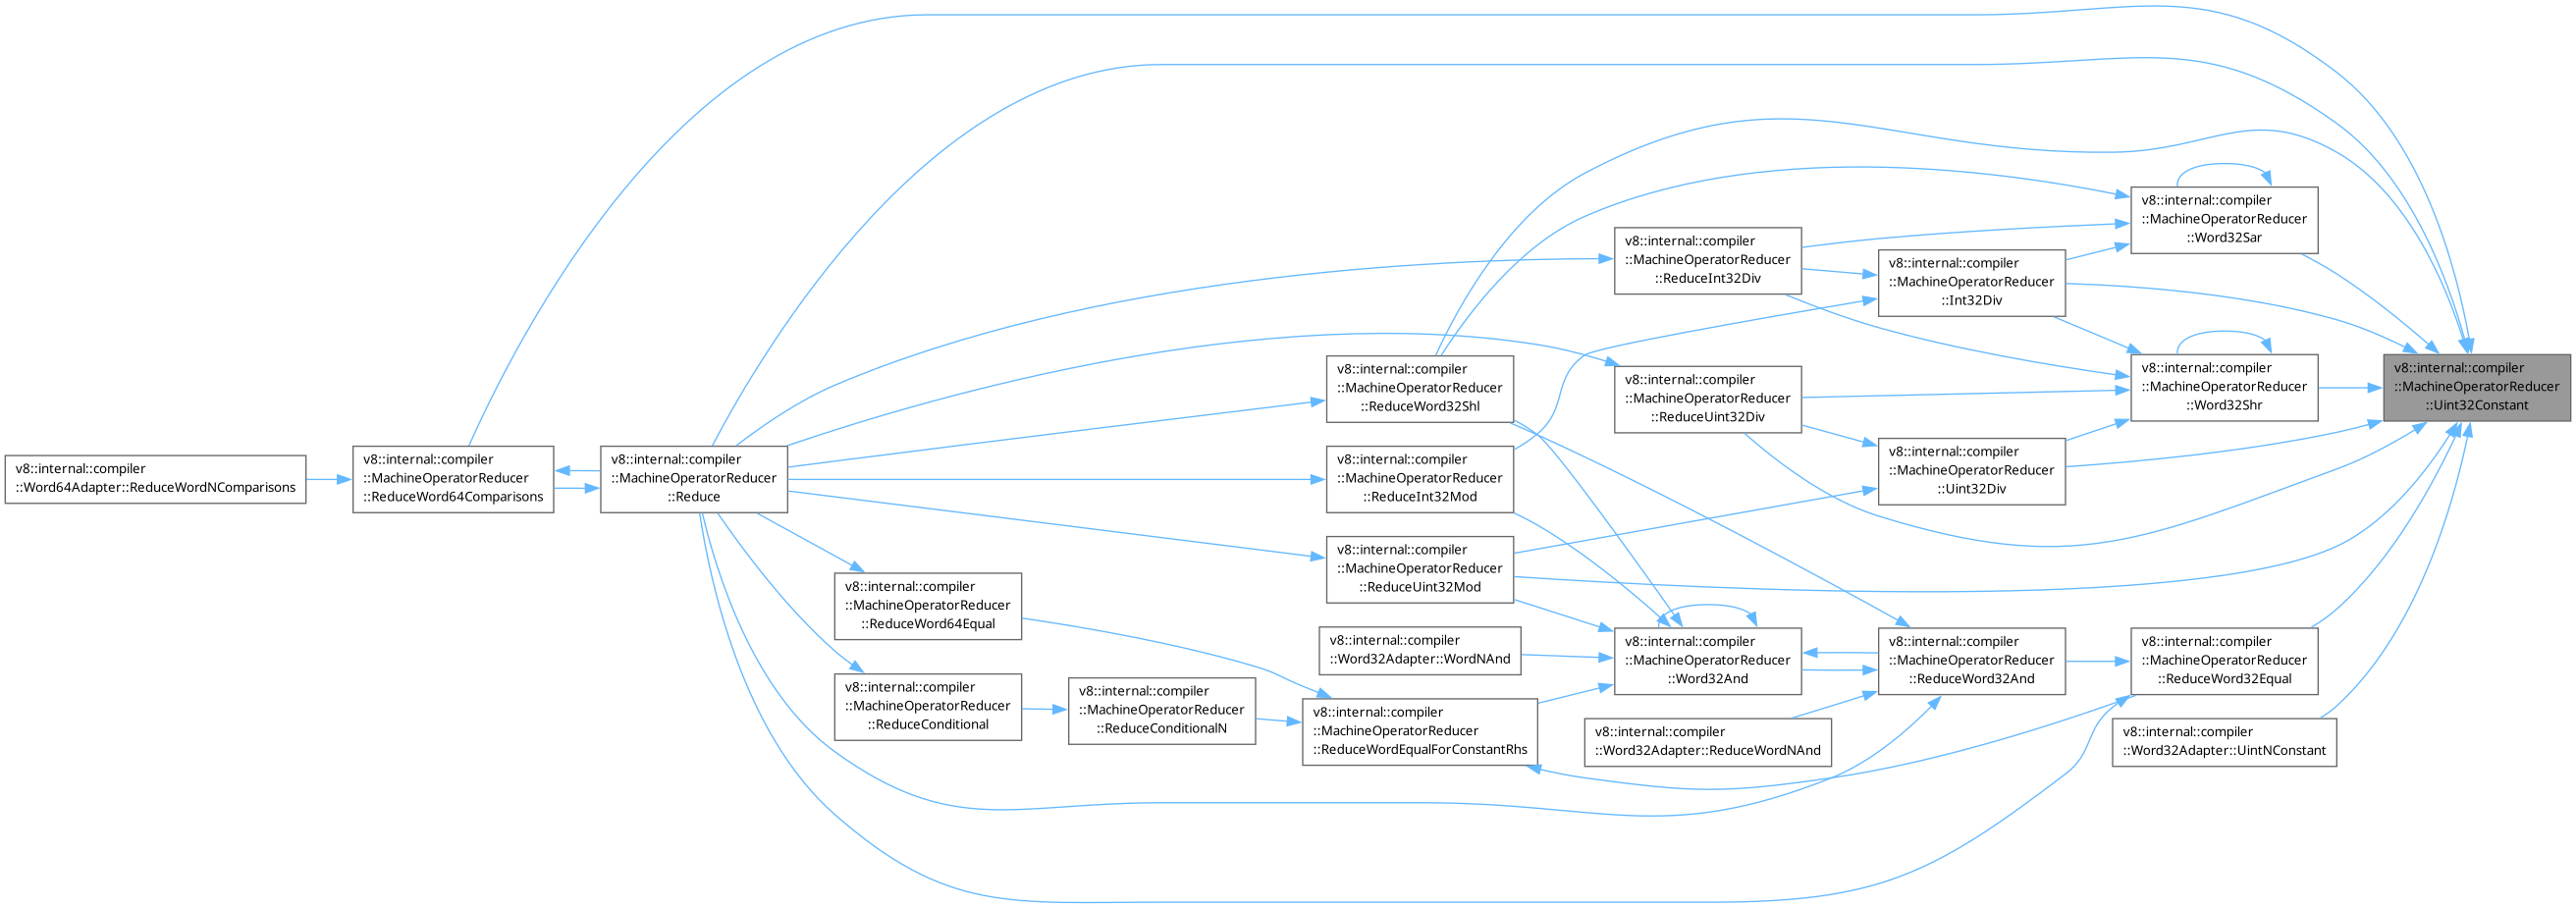 v8::internal::compiler
::Word64Adapter::ReduceWordNComparisons
v8::internal::compiler
::MachineOperatorReducer
::ReduceWord64Comparisons
v8::internal::compiler
::MachineOperatorReducer
::Reduce
v8::internal::compiler
::MachineOperatorReducer
::ReduceWord64Equal
v8::internal::compiler
::MachineOperatorReducer
::ReduceConditional
v8::internal::compiler
::MachineOperatorReducer
::ReduceConditionalN
v8::internal::compiler
::MachineOperatorReducer
::ReduceWord32Shl
v8::internal::compiler
::MachineOperatorReducer
::ReduceInt32Mod
v8::internal::compiler
::MachineOperatorReducer
::ReduceUint32Mod
v8::internal::compiler
::Word32Adapter::WordNAnd
v8::internal::compiler
::MachineOperatorReducer
::ReduceWordEqualForConstantRhs
v8::internal::compiler
::MachineOperatorReducer
::ReduceInt32Div
v8::internal::compiler
::MachineOperatorReducer
::ReduceUint32Div
v8::internal::compiler
::MachineOperatorReducer
::Word32And
v8::internal::compiler
::Word32Adapter::ReduceWordNAnd
v8::internal::compiler
::MachineOperatorReducer
::Int32Div
v8::internal::compiler
::MachineOperatorReducer
::Uint32Div
v8::internal::compiler
::MachineOperatorReducer
::ReduceWord32And
v8::internal::compiler
::MachineOperatorReducer
::Word32Sar
v8::internal::compiler
::MachineOperatorReducer
::Word32Shr
v8::internal::compiler
::MachineOperatorReducer
::ReduceWord32Equal
v8::internal::compiler
::Word32Adapter::UintNConstant
v8::internal::compiler
::MachineOperatorReducer
::Uint32Constant